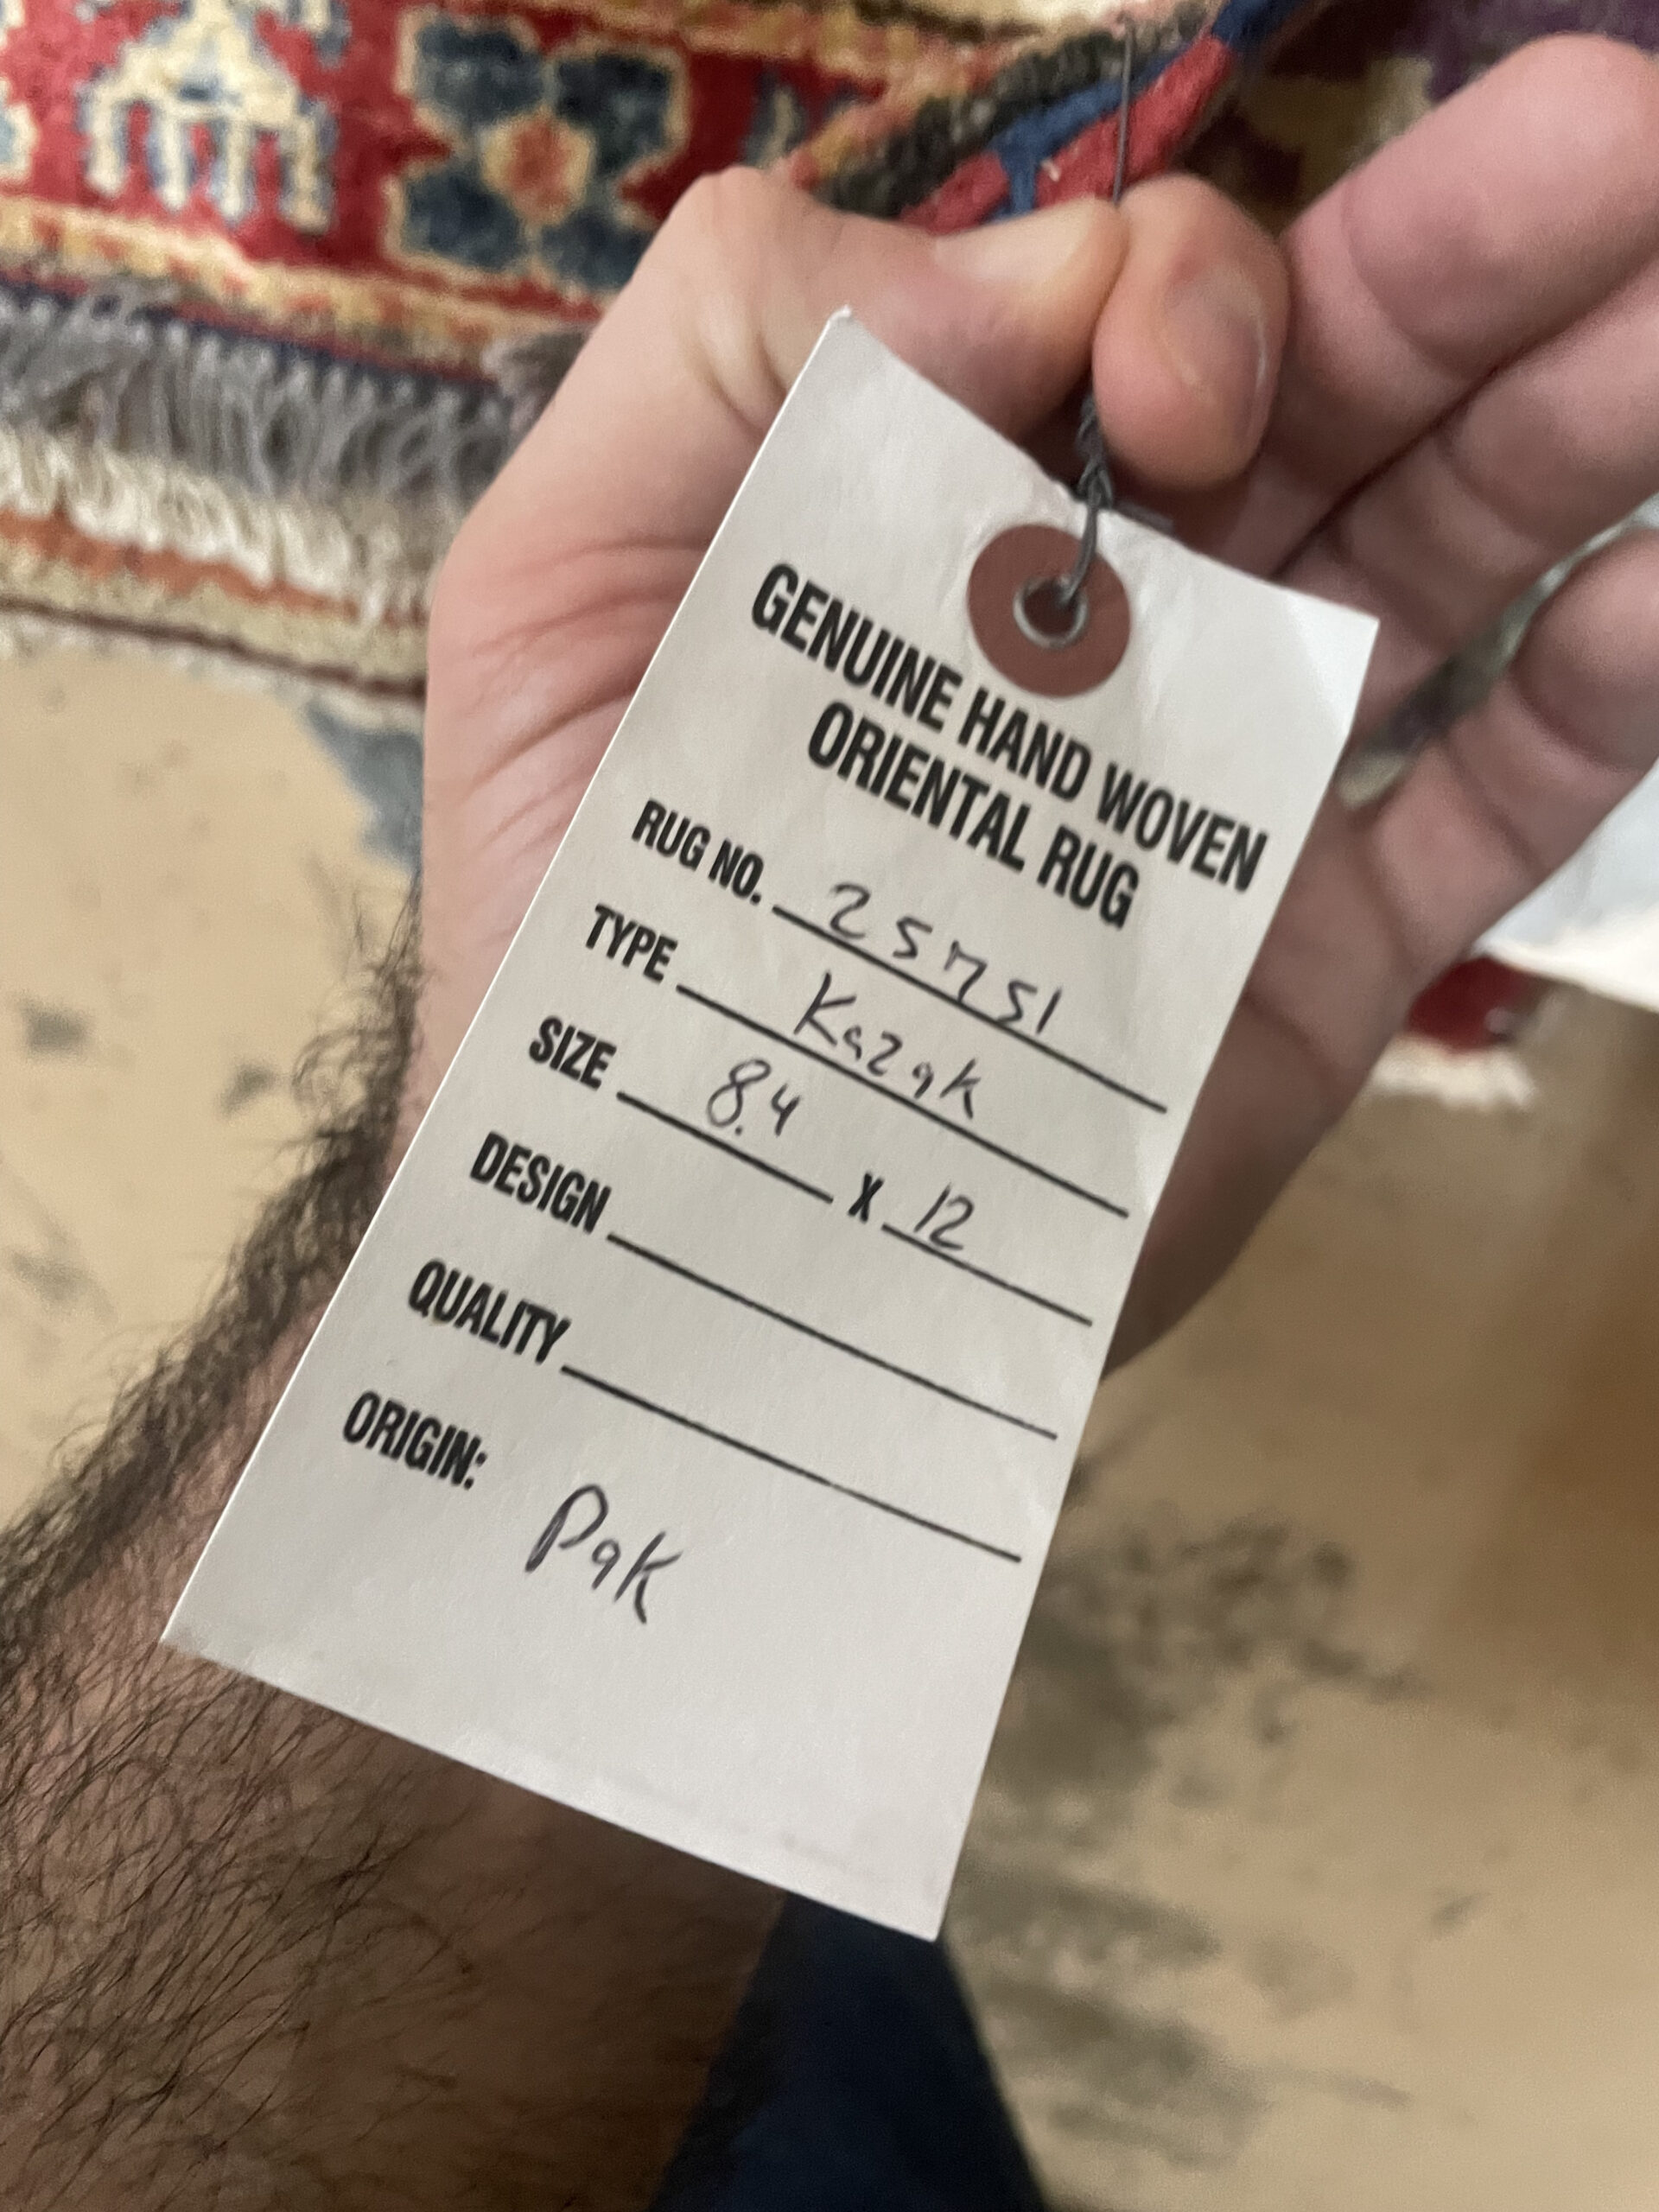 GENUINE HAND WOVEN
ORIENTAL RUG
RUG NO. 25751
TYPE Kazak
SIZE 8.4 X 12
DESIGN
QUALITY
ORIGIN: Pak